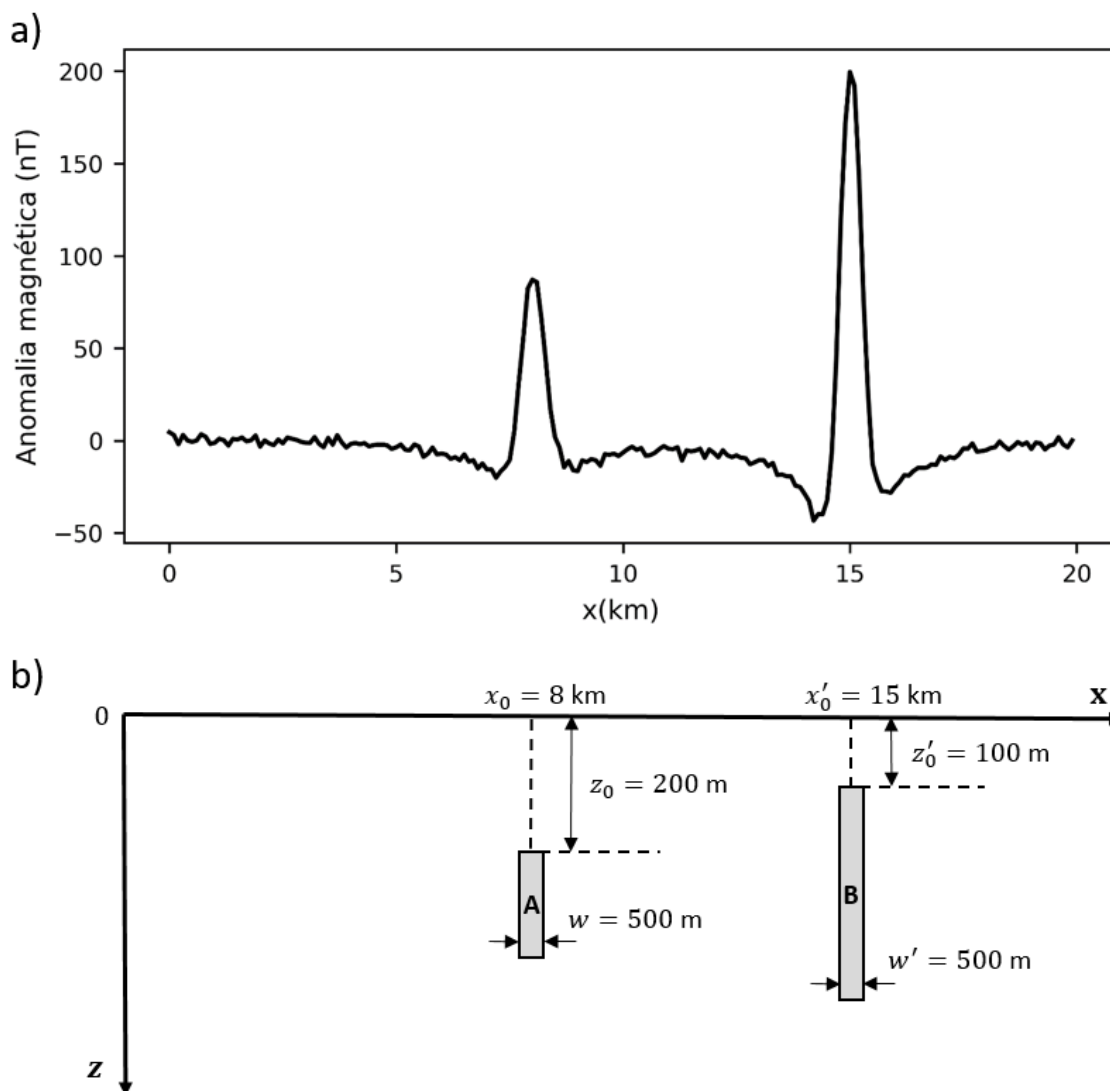 a)
Anomalia magnética (nT)
200
150
100
50
0
−50
0 5 10 15 20
x(km)
b)
x₀ = 8 km x′₀ = 15 km x
0
z₀ = 200 m z′₀ = 100 m
A B
w = 500 m
w′ = 500 m
z